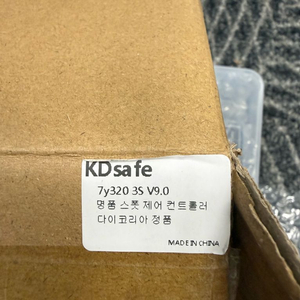 KDsafe
7y320 3S V9.0
명품 스풋 제어 컨트롤러
다이코리아 정품
MADE IN CHINA